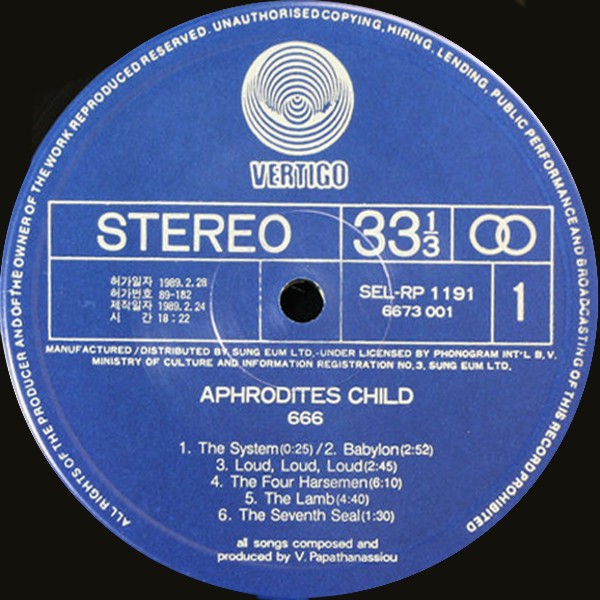 ALL RIGHTS OF THE PRODUCER AND OF THE OWNER OF THE WORK REPRODUCED RESERVED. UNAUTHORISED COPYING, HIRING, LENDING, PUBLIC PERFORMANCE AND BROADCASTING OF THIS RECORD PROHIBITED
VERTIGO
STEREO 33 1/3
허가일자 1989.2.28
허가번호 89-182
제작일자 1989.2.24
시 간 18:22
SEL-RP 1191
6673 001
1
MANUFACTURED/DISTRIBUTED BY SUNG EUM LTD,-UNDER LICENSED BY PHONOGRAM INT'L B.V.
MINISTRY OF CULTURE AND INFORMATION REGISTRATION NO.3, SUNG EUM LTD.
APHRODITES CHILD
666
1. The System(0:25)/2. Babylon(2:52)
3. Loud, Loud, Loud(2:45)
4. The Four Harsemen(6:10)
5. The Lamb(4:40)
6. The Seventh Seal(1:30)
all songs composed and
produced by V. Papathanassiou